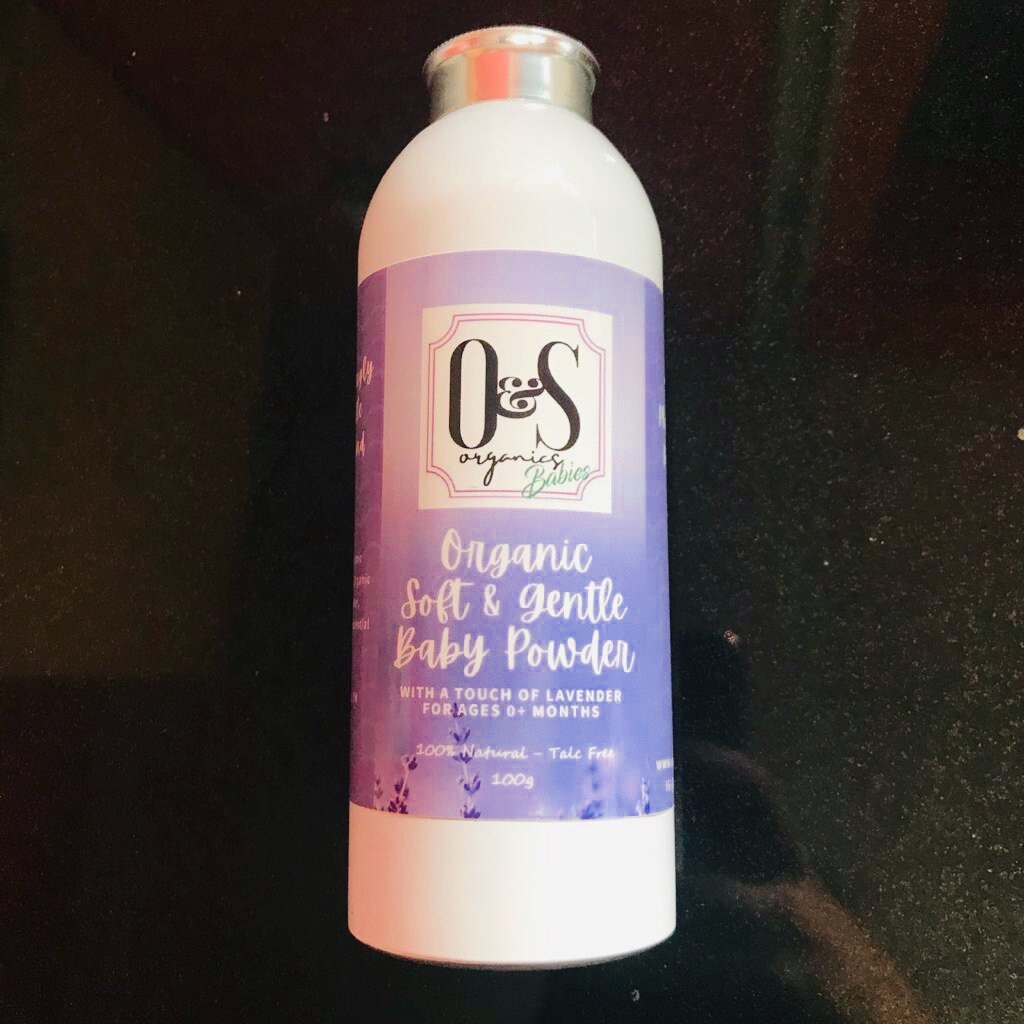 O&S
organics
Babies
Organic
Soft & Gentle
Baby Powder
WITH A TOUCH OF LAVENDER
FOR AGES 0+ MONTHS
100% Natural – Talc Free
100g